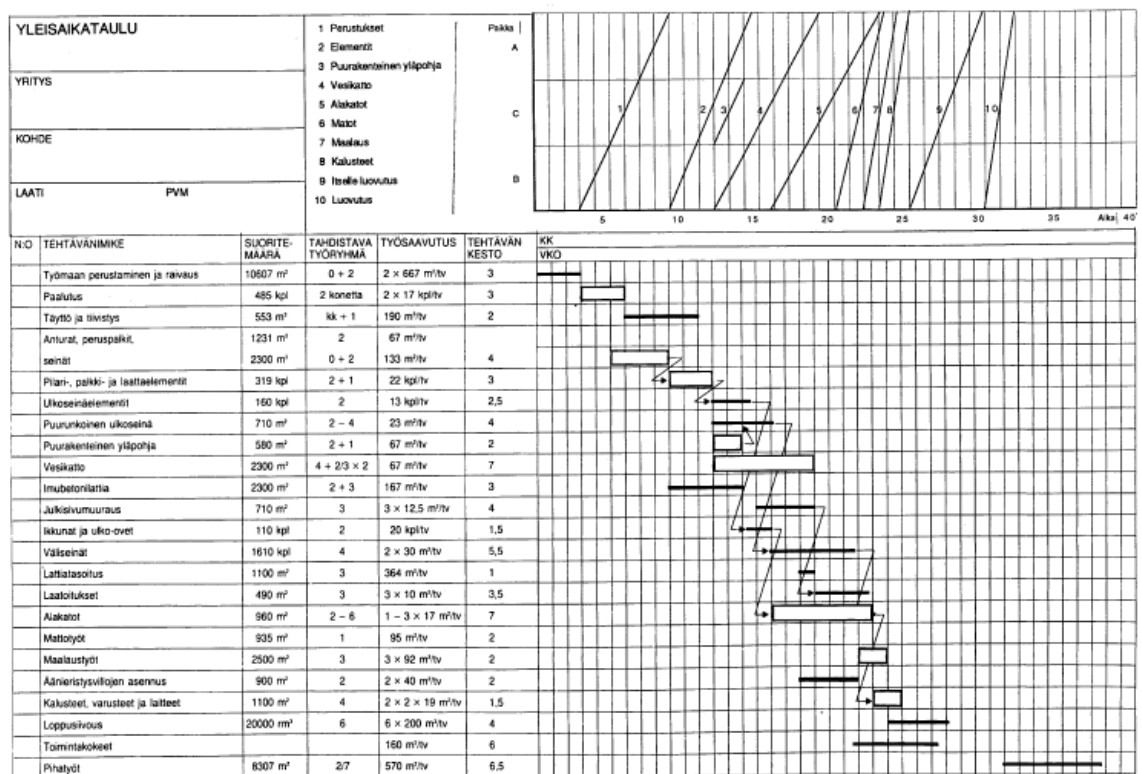 YLEISAIKATAULU
YRITYS
KOHDE
LAATI PVM
1 Perustukset
2 Elementit
3 Puurakenteinen yläpohja
4 Vesikatto
5 Alakatot
6 Matot
7 Maalaus
8 Kalusteet
9 Itselle luovutus
10 Luovutus
Paikka
A
C
B
1 2 3 4 5 6 7 8 9 10
5 10 15 20 25 30 35 Aika 40
N:O TEHTÄVÄNIMIKE SUORITE- MÄÄRÄ TAHDISTAVA TYÖRYHMÄ TYÖSAAVUTUS TEHTÄVÄN KESTO KK VKO
Työmaan perustaminen ja raivaus 10607 m² 0 + 2 2 × 667 m²/tv 3
Paalutus 485 kpl 2 konetta 2 × 17 kpl/tv 3
Täyttö ja tiivistys 553 m³ kk + 1 190 m³/tv 2
Anturat, peruspalkit, 1231 m² 2 67 m²/tv
seinät 2300 m² 0 + 2 133 m²/tv 4
Pilari-, palkki- ja laattaelementit 319 kpl 2 + 1 22 kpl/tv 3
Ulkoseinäelementit 160 kpl 2 13 kpl/tv 2,5
Puurunkoinen ulkoseinä 710 m² 2 – 4 23 m²/tv 4
Puurakenteinen yläpohja 580 m² 2 + 1 67 m²/tv 2
Vesikatto 2300 m² 4 + 2/3 × 2 67 m²/tv 7
Imubetonilattia 2300 m² 2 + 3 167 m²/tv 3
Julkisivumuuraus 710 m² 3 3 × 12,5 m²/tv 4
Ikkunat ja ulko-ovet 110 kpl 2 20 kpl/tv 1,5
Väliseinät 1610 kpl 4 2 × 30 m²/tv 5,5
Lattiatasoitus 1100 m² 3 364 m²/tv 1
Laatoitukset 490 m² 3 3 × 10 m²/tv 3,5
Alakatot 960 m² 2 – 6 1 – 3 × 17 m²/tv 7
Mattotyöt 935 m² 1 95 m²/tv 2
Maalaustyöt 2500 m² 3 3 × 92 m²/tv 2
Äänieristysvillojen asennus 900 m² 2 2 × 40 m²/tv 2
Kalusteet, varusteet ja laitteet 1100 m² 4 2 × 2 × 19 m²/tv 1,5
Loppusiivous 20000 rm³ 6 6 × 200 m³/tv 4
Toimintakokeet 160 m²/tv 6
Pihatyöt 8307 m² 2/7 570 m²/tv 6,5